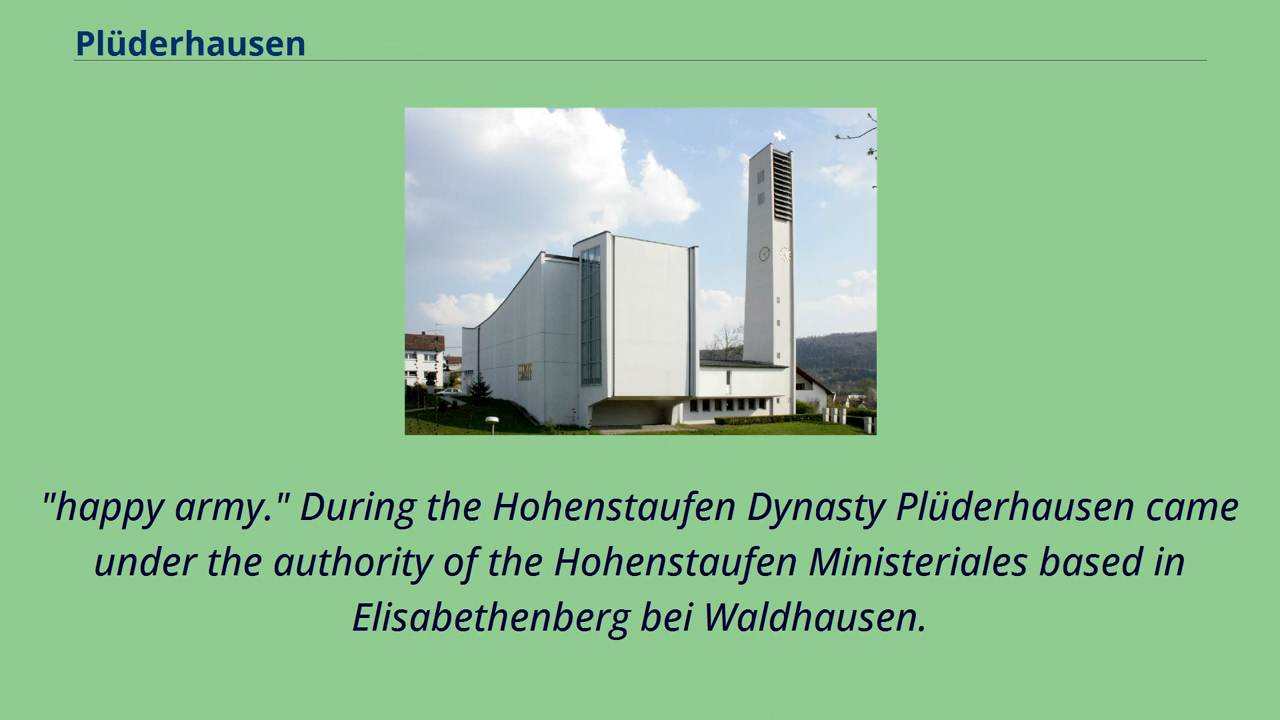 Plüderhausen
"happy army." During the Hohenstaufen Dynasty Plüderhausen came
under the authority of the Hohenstaufen Ministeriales based in
Elisabethenberg bei Waldhausen.